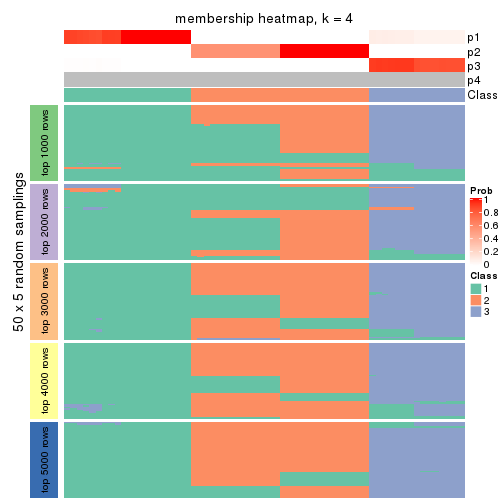 membership heatmap, k = 4
p1
p2
p3
p4
Class
50 x 5 random samplings
top 1000 rows
top 2000 rows
top 3000 rows
top 4000 rows
top 5000 rows
Prob
1
0.8
0.6
0.4
0.2
0
Class
1
2
3